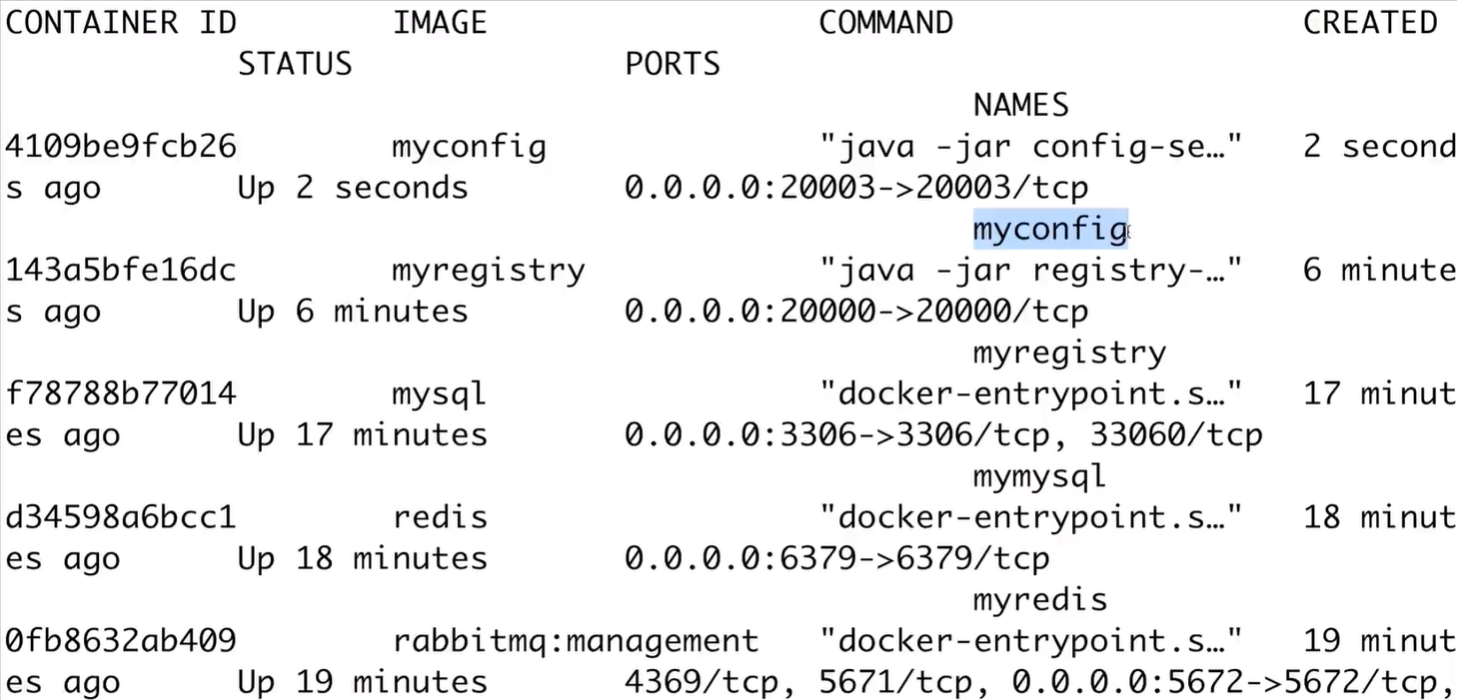 CONTAINER ID        IMAGE                 COMMAND                  CREATED
STATUS              PORTS
NAMES
4109be9fcb26        myconfig              "java -jar config-se…"   2 second
s ago       Up 2 seconds        0.0.0.0:20003->20003/tcp
myconfig
143a5bfe16dc        myregistry            "java -jar registry-…"   6 minute
s ago       Up 6 minutes        0.0.0.0:20000->20000/tcp
myregistry
f78788b77014        mysql                 "docker-entrypoint.s…"   17 minut
es ago      Up 17 minutes       0.0.0.0:3306->3306/tcp, 33060/tcp
mymysql
d34598a6bcc1        redis                 "docker-entrypoint.s…"   18 minut
es ago      Up 18 minutes       0.0.0.0:6379->6379/tcp
myredis
0fb8632ab409        rabbitmq:management   "docker-entrypoint.s…"   19 minut
es ago      Up 19 minutes       4369/tcp, 5671/tcp, 0.0.0.0:5672->5672/tcp,